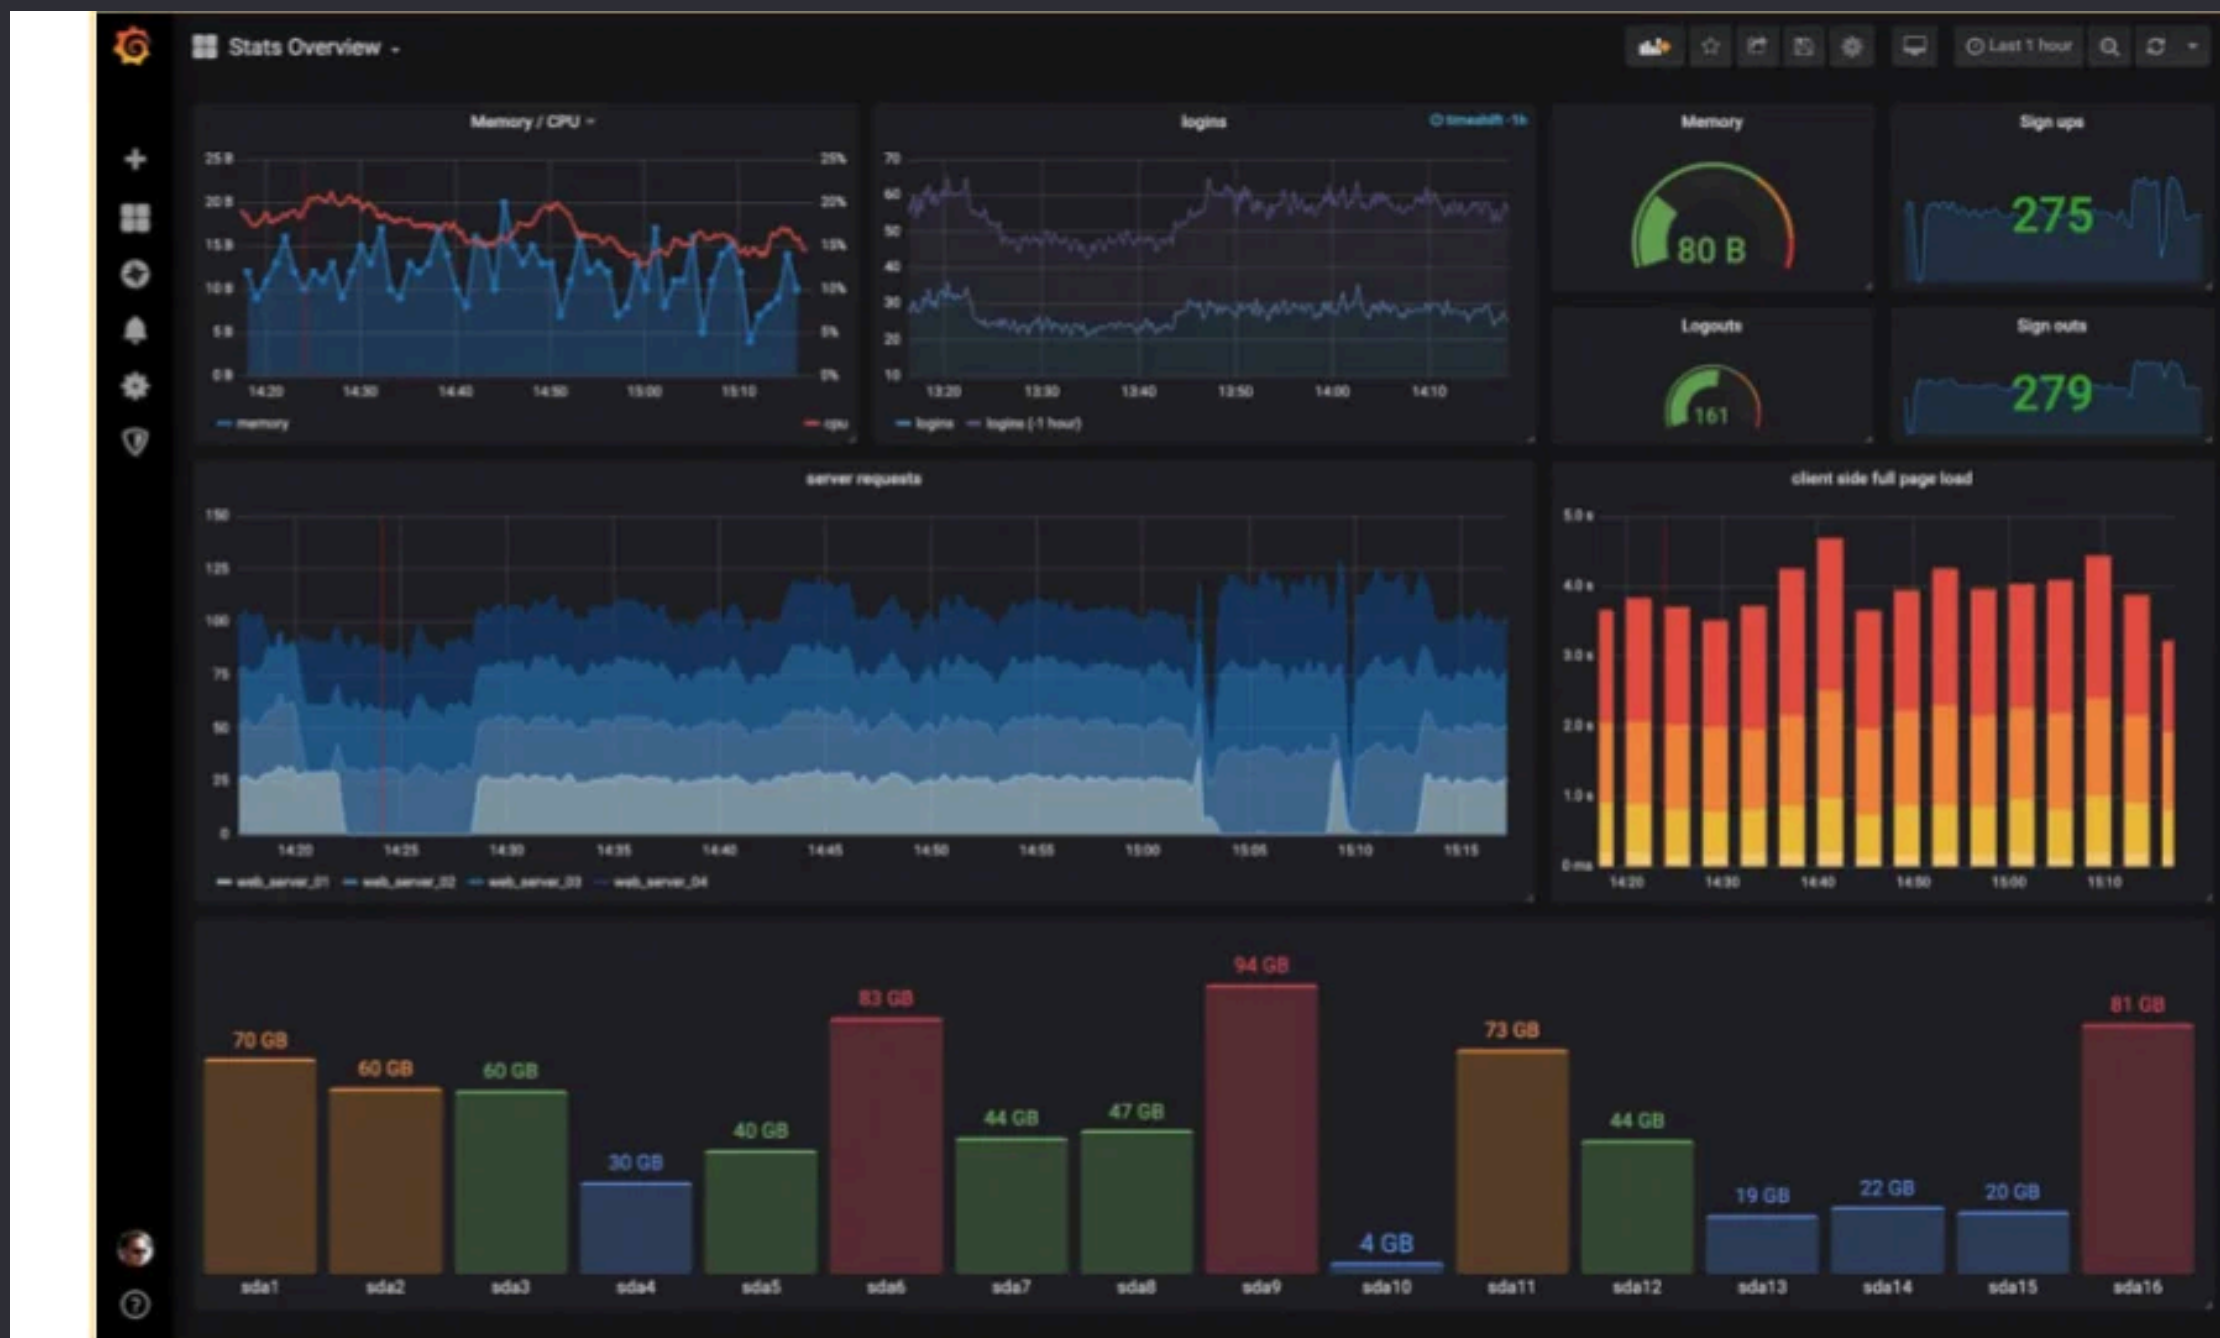 Stats Overview
Last 1 hour
Memory / CPU
25 B
20 B
15 B
10 B
5 B
0 B
25%
20%
15%
10%
5%
0%
14:20 14:30 14:40 14:50 15:00 15:10
memory
cpu
logins
timeshift -1h
70
60
50
40
30
20
10
13:20 13:30 13:40 13:50 14:00 14:10
logins logins (-1 hour)
Memory
80 B
Sign ups
275
Logouts
161
Sign outs
279
server requests
150
125
100
75
50
25
0
14:20 14:25 14:30 14:35 14:40 14:45 14:50 14:55 15:00 15:05 15:10 15:15
web_server_01 web_server_02 web_server_03 web_server_04
client side full page load
5.0 s
4.0 s
3.0 s
2.0 s
1.0 s
0 ms
14:20 14:30 14:40 14:50 15:00 15:10
70 GB 60 GB 60 GB 30 GB 40 GB 83 GB 44 GB 47 GB 94 GB 4 GB 73 GB 44 GB 19 GB 22 GB 20 GB 81 GB
sda1 sda2 sda3 sda4 sda5 sda6 sda7 sda8 sda9 sda10 sda11 sda12 sda13 sda14 sda15 sda16